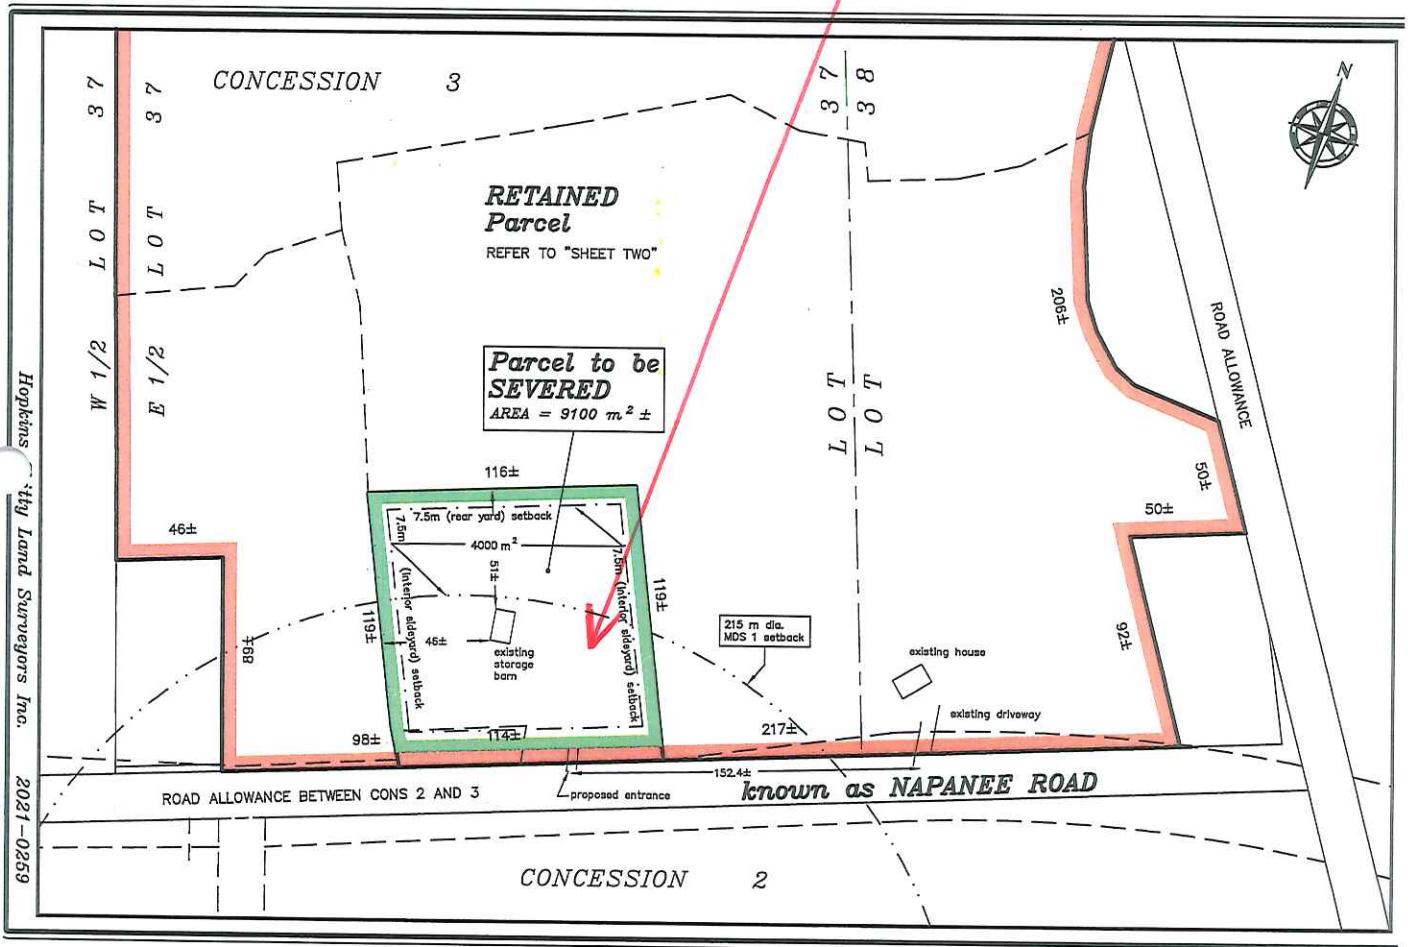 CONCESSION 3
W 1/2 LOT 37
E 1/2 LOT 37
37
38
LOT
LOT
N
RETAINED
Parcel
REFER TO "SHEET TWO"
Parcel to be
SEVERED
AREA = 9100 m² ±
206±
ROAD ALLOWANCE
50±
50±
92±
46±
89±
98±
116±
7.5m (rear yard) setback
7.5m
(interior sideyard) setback
4000 m²
7.5m (interior sideyard) setback
51±
46±
119±
119±
existing
storage
barn
114±
215 m dia.
MDS 1 setback
existing house
existing driveway
217±
152.4±
proposed entrance
ROAD ALLOWANCE BETWEEN CONS 2 AND 3
known as NAPANEE ROAD
CONCESSION 2
Hopkins Land Surveyors Inc. 2021-0259